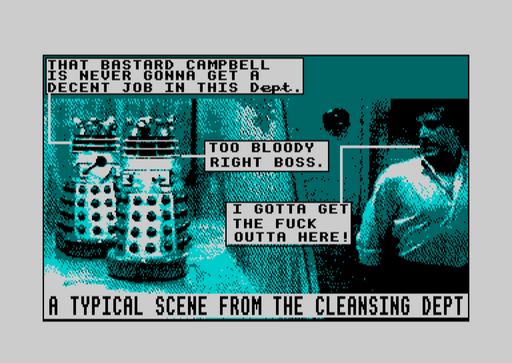 THAT BASTARD CAMPBELL
IS NEVER GONNA GET A
DECENT JOB IN THIS Dept.
TOO BLOODY
RIGHT BOSS.
I GOTTA GET
THE FUCK
OUTTA HERE!
A TYPICAL SCENE FROM THE CLEANSING DEPT